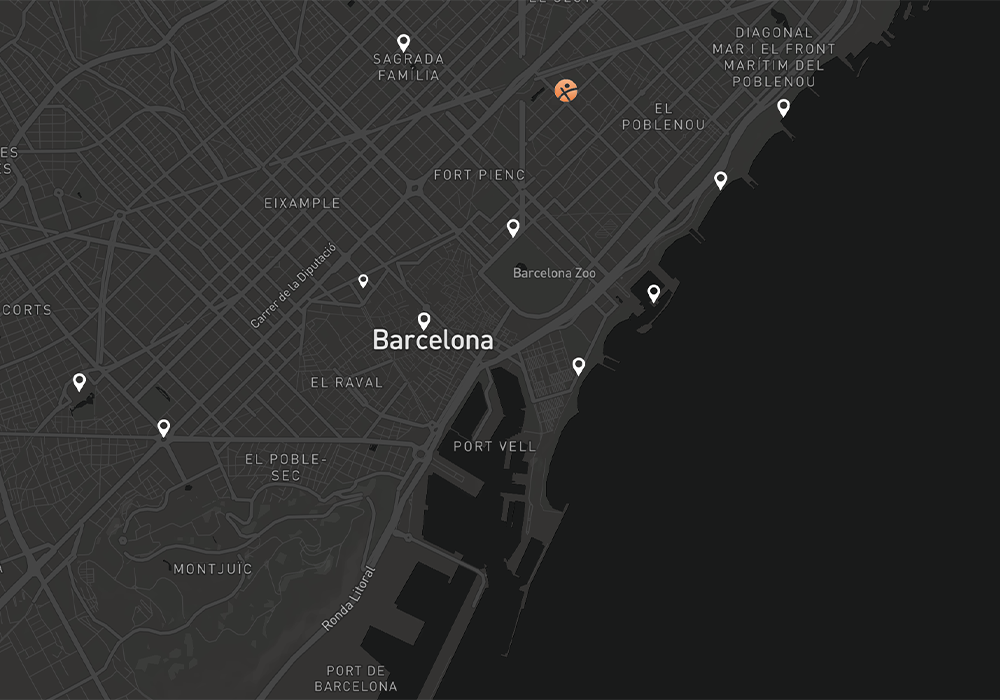 SAGRADA
FAMÍLIA
DIAGONAL
MAR I EL FRONT
MARÍTIM DEL
POBLENOU
EL
POBLENOU
FORT PIENC
EIXAMPLE
Carrer de la Diputació
Barcelona Zoo
CORTS
Barcelona
EL RAVAL
PORT VELL
EL POBLE-
SEC
MONTJUÏC
Ronda Litoral
PORT DE
BARCELONA